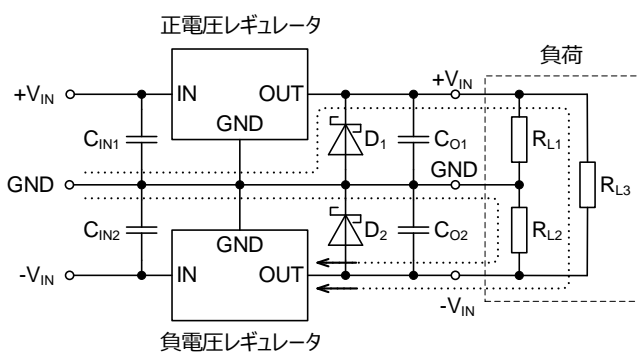 正電圧レギュレータ
負荷
+VIN
IN
OUT
+VIN
GND
CIN1
D1
CO1
RL1
GND
GND
RL3
CIN2
GND
D2
CO2
RL2
-VIN
IN
OUT
-VIN
負電圧レギュレータ